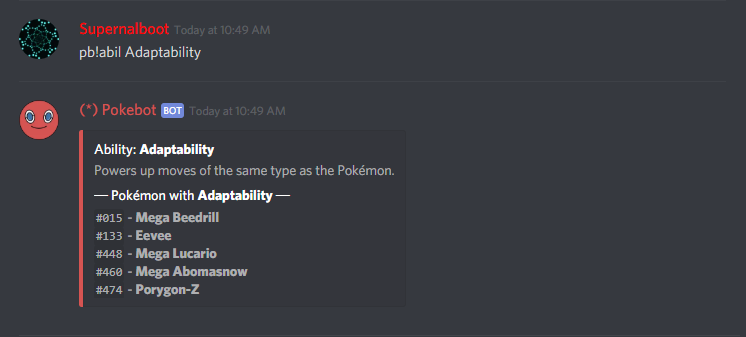 Supernalboot Today at 10:49 AM
pb!abil Adaptability
(*) Pokebot BOT Today at 10:49 AM
Ability: Adaptability
Powers up moves of the same type as the Pokémon.
— Pokémon with Adaptability —
#015 - Mega Beedrill
#133 - Eevee
#448 - Mega Lucario
#460 - Mega Abomasnow
#474 - Porygon-Z